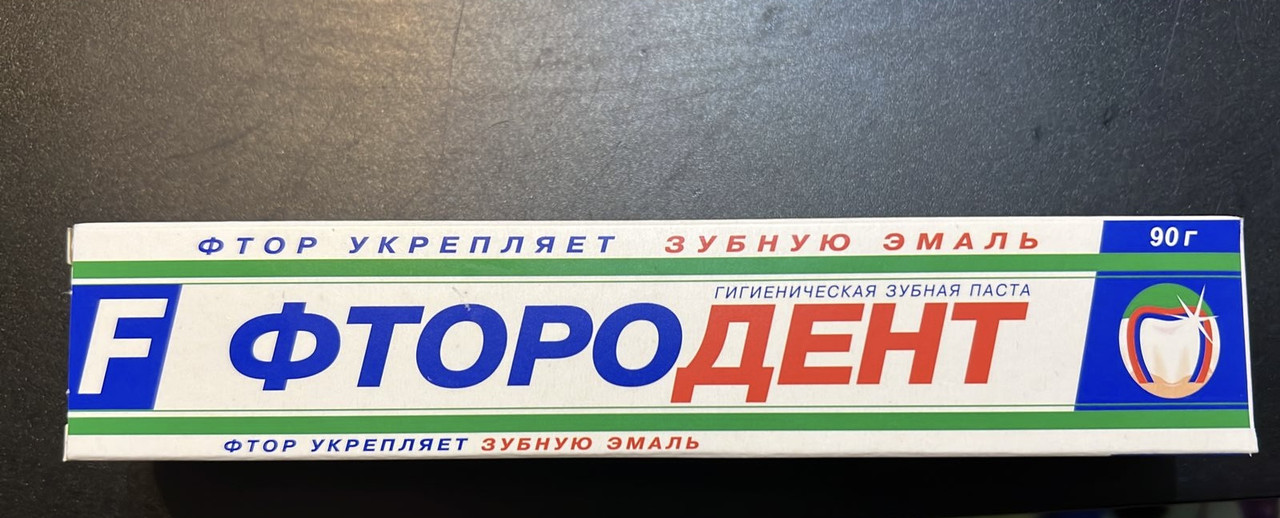 ФТОР УКРЕПЛЯЕТ ЗУБНУЮ ЭМАЛЬ
90 г
ГИГИЕНИЧЕСКАЯ ЗУБНАЯ ПАСТА
F ФТОРОДЕНТ
ФТОР УКРЕПЛЯЕТ ЗУБНУЮ ЭМАЛЬ